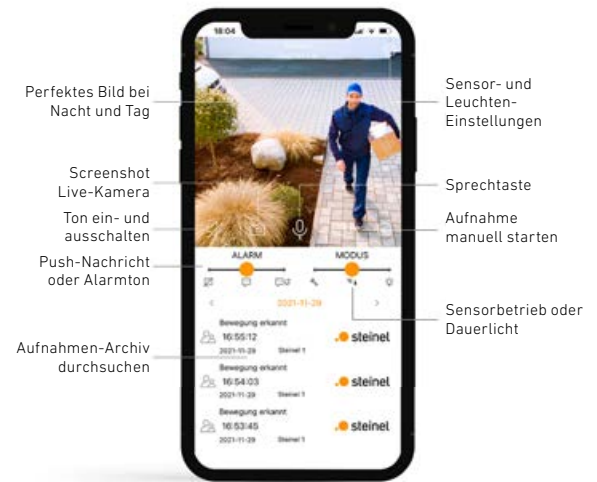 18:04
Perfektes Bild bei
Nacht und Tag
Screenshot
Live-Kamera
Ton ein- und
ausschalten
Push-Nachricht
oder Alarmton
Aufnahmen-Archiv
durchsuchen
Sensor- und
Leuchten-
Einstellungen
Sprechtaste
Aufnahme
manuell starten
Sensorbetrieb oder
Dauerlicht
ALARM
MODUS
2021-11-29
Bewegung erkannt
16:55:12
2021-11-29 Steinel 1
steinel
Bewegung erkannt
16:54:03
2021-11-29 Steinel 1
steinel
Bewegung erkannt
16:53:45
2021-11-29 Steinel 1
steinel